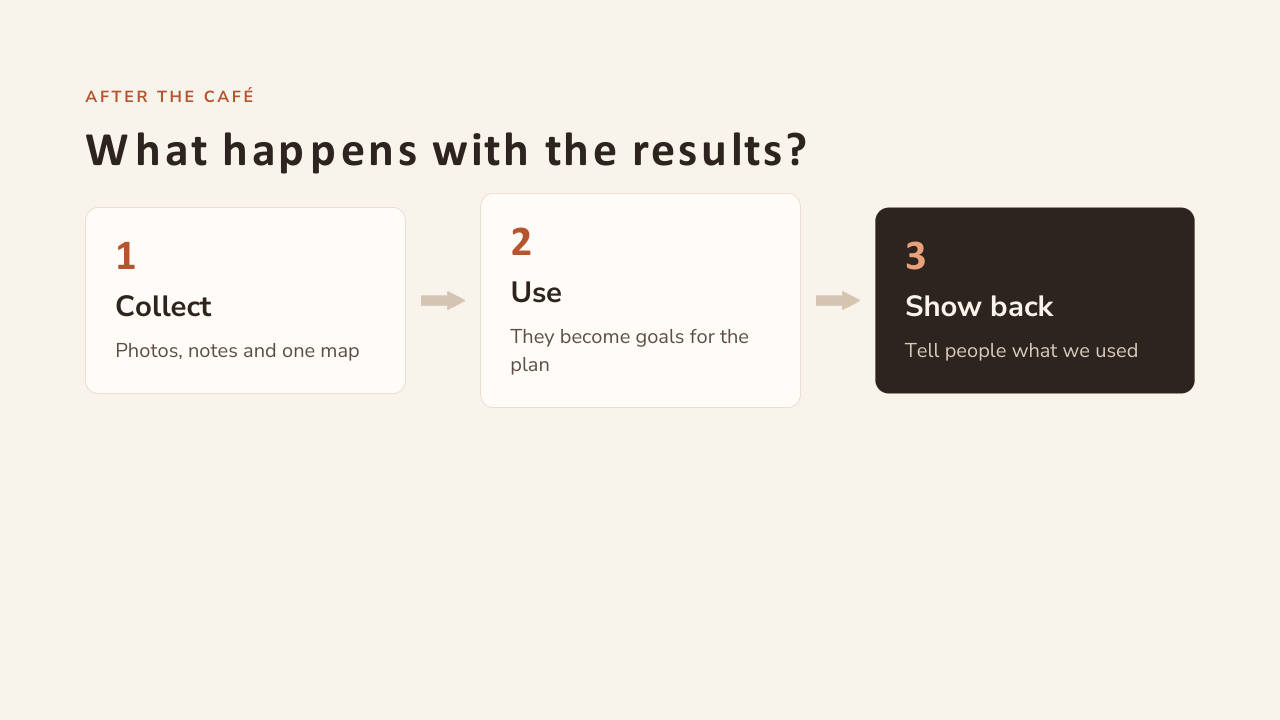 AFTER THE CAFÉ
What happens with the results?
1
Collect
Photos, notes and one map
2
Use
They become goals for the
plan
3
Show back
Tell people what we used